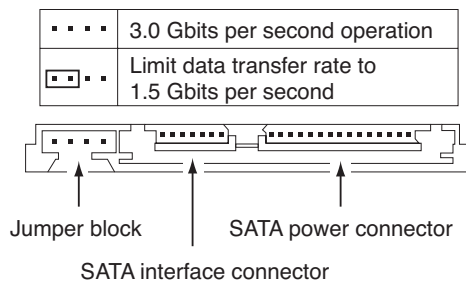 3.0 Gbits per second operation
Limit data transfer rate to
1.5 Gbits per second
Jumper block
SATA power connector
SATA interface connector